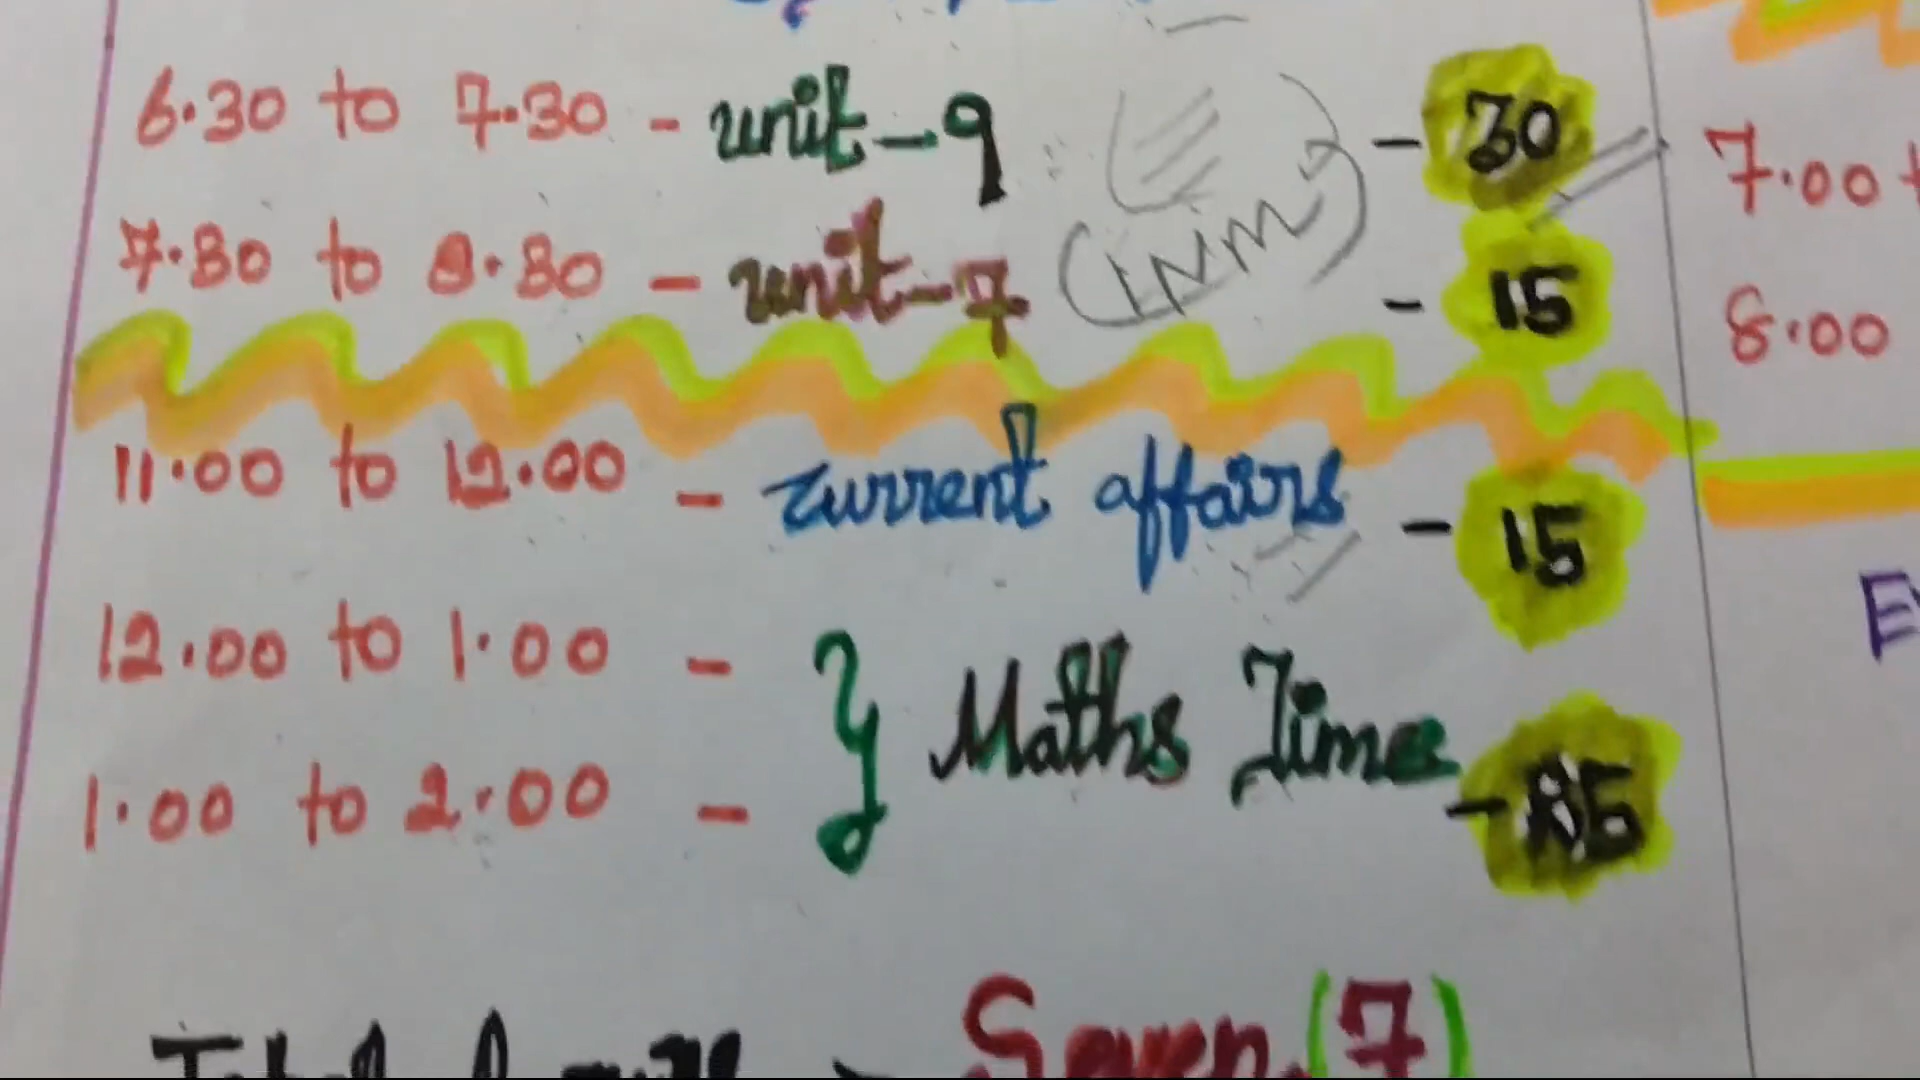 6.30 to 7.30 - unit-9 - 30
7.30 to 8.30 - unit-7 (INM) - 15
11.00 to 12.00 - current affairs - 15
12.00 to 1.00 -
} Maths Time
1.00 to 2.00 -
Seven (7)
7.00
8.00